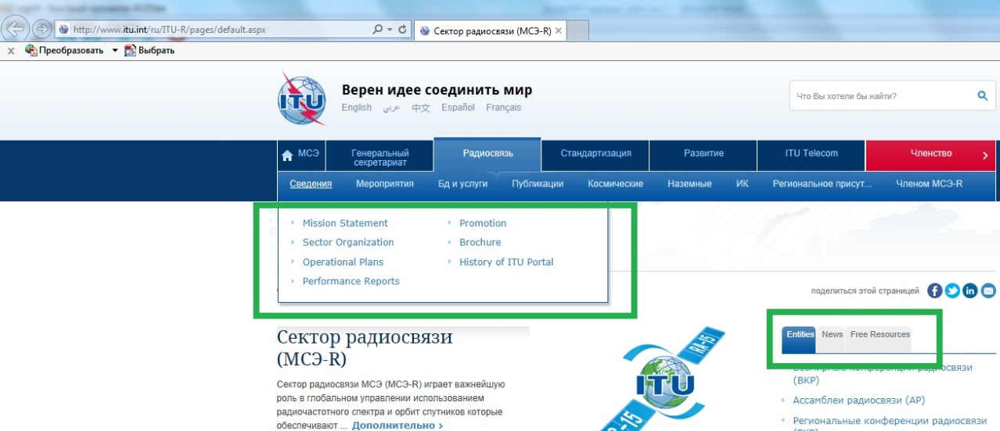 http://www.itu.int/ru/ITU-R/pages/default.aspx
Сектор радиосвязи (МСЭ-R)
x Преобразовать Выбрать
ITU
Верен идее соединить мир
English عربي 中文 Español Français
Что Вы хотели бы найти?
МСЭ Генеральный секретариат Радиосвязь Стандартизация Развитие ITU Telecom Членство
Сведения Мероприятия Бд и услуги Публикации Космические Наземные ИК Региональное присут... Членом МСЭ-R
Mission Statement Promotion
Sector Organization Brochure
Operational Plans History of ITU Portal
Performance Reports
поделиться этой страницей
Entities News Free Resources
Сектор радиосвязи
(МСЭ-R)
Сектор радиосвязи МСЭ (МСЭ-R) играет важнейшую
роль в глобальном управлении использованием
радиочастотного спектра и орбит спутников которые
обеспечивают ... Дополнительно >
RA-15
ITU
Всемирные конференции радиосвязи
(ВКР)
Ассамблеи радиосвязи (АР)
Региональные конференции радиосвязи